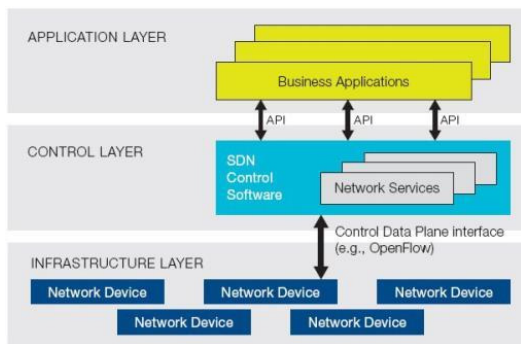 APPLICATION LAYER
Business Applications
API
API
API
CONTROL LAYER
SDN
Control
Software
Network Services
Control Data Plane interface
(e.g., OpenFlow)
INFRASTRUCTURE LAYER
Network Device
Network Device
Network Device
Network Device
Network Device